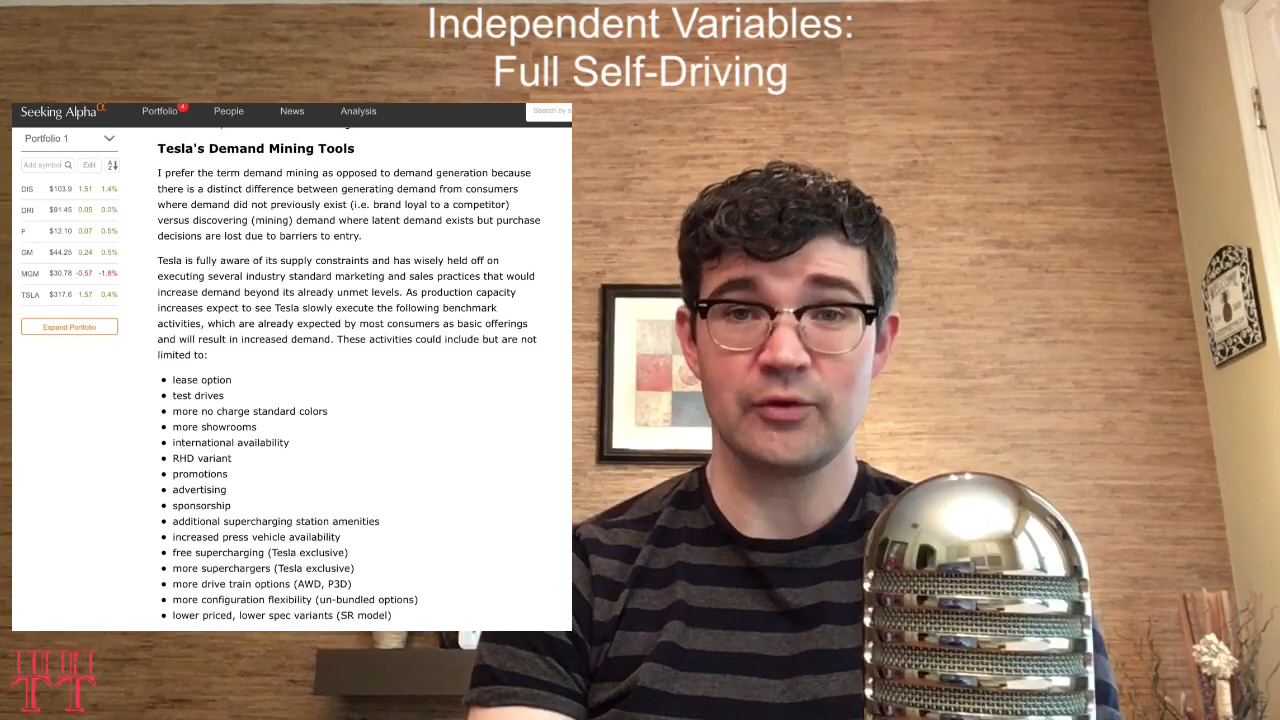 Independent Variables:
Full Self-Driving
Seeking Alpha α
Portfolio 4 People News Analysis Search by s
Portfolio 1
Add symbol Edit
DIS $103.9 1.51 1.4%
DRI $91.45 0.05 0.0%
F $12.10 0.07 0.5%
GM $44.25 0.24 0.5%
MGM $30.78 -0.57 -1.8%
TSLA $317.6 1.57 0.4%
Expand Portfolio
Tesla's Demand Mining Tools
I prefer the term demand mining as opposed to demand generation because
there is a distinct difference between generating demand from consumers
where demand did not previously exist (i.e. brand loyal to a competitor)
versus discovering (mining) demand where latent demand exists but purchase
decisions are lost due to barriers to entry.
Tesla is fully aware of its supply constraints and has wisely held off on
executing several industry standard marketing and sales practices that would
increase demand beyond its already unmet levels. As production capacity
increases expect to see Tesla slowly execute the following benchmark
activities, which are already expected by most consumers as basic offerings
and will result in increased demand. These activities could include but are not
limited to:
• lease option
• test drives
• more no charge standard colors
• more showrooms
• international availability
• RHD variant
• promotions
• advertising
• sponsorship
• additional supercharging station amenities
• increased press vehicle availability
• free supercharging (Tesla exclusive)
• more superchargers (Tesla exclusive)
• more drive train options (AWD, P3D)
• more configuration flexibility (un-bundled options)
• lower priced, lower spec variants (SR model)
TT